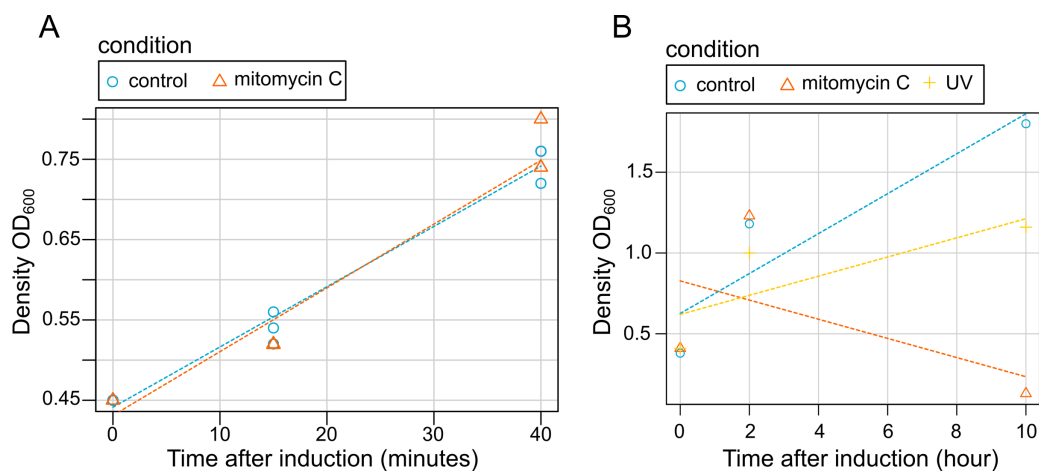 A
condition
control mitomycin C
0.75
0.65
0.55
0.45
Density OD600
0 10 20 30 40
Time after induction (minutes)
B
condition
control mitomycin C UV
1.5
1.0
0.5
Density OD600
0 2 4 6 8 10
Time after induction (hour)